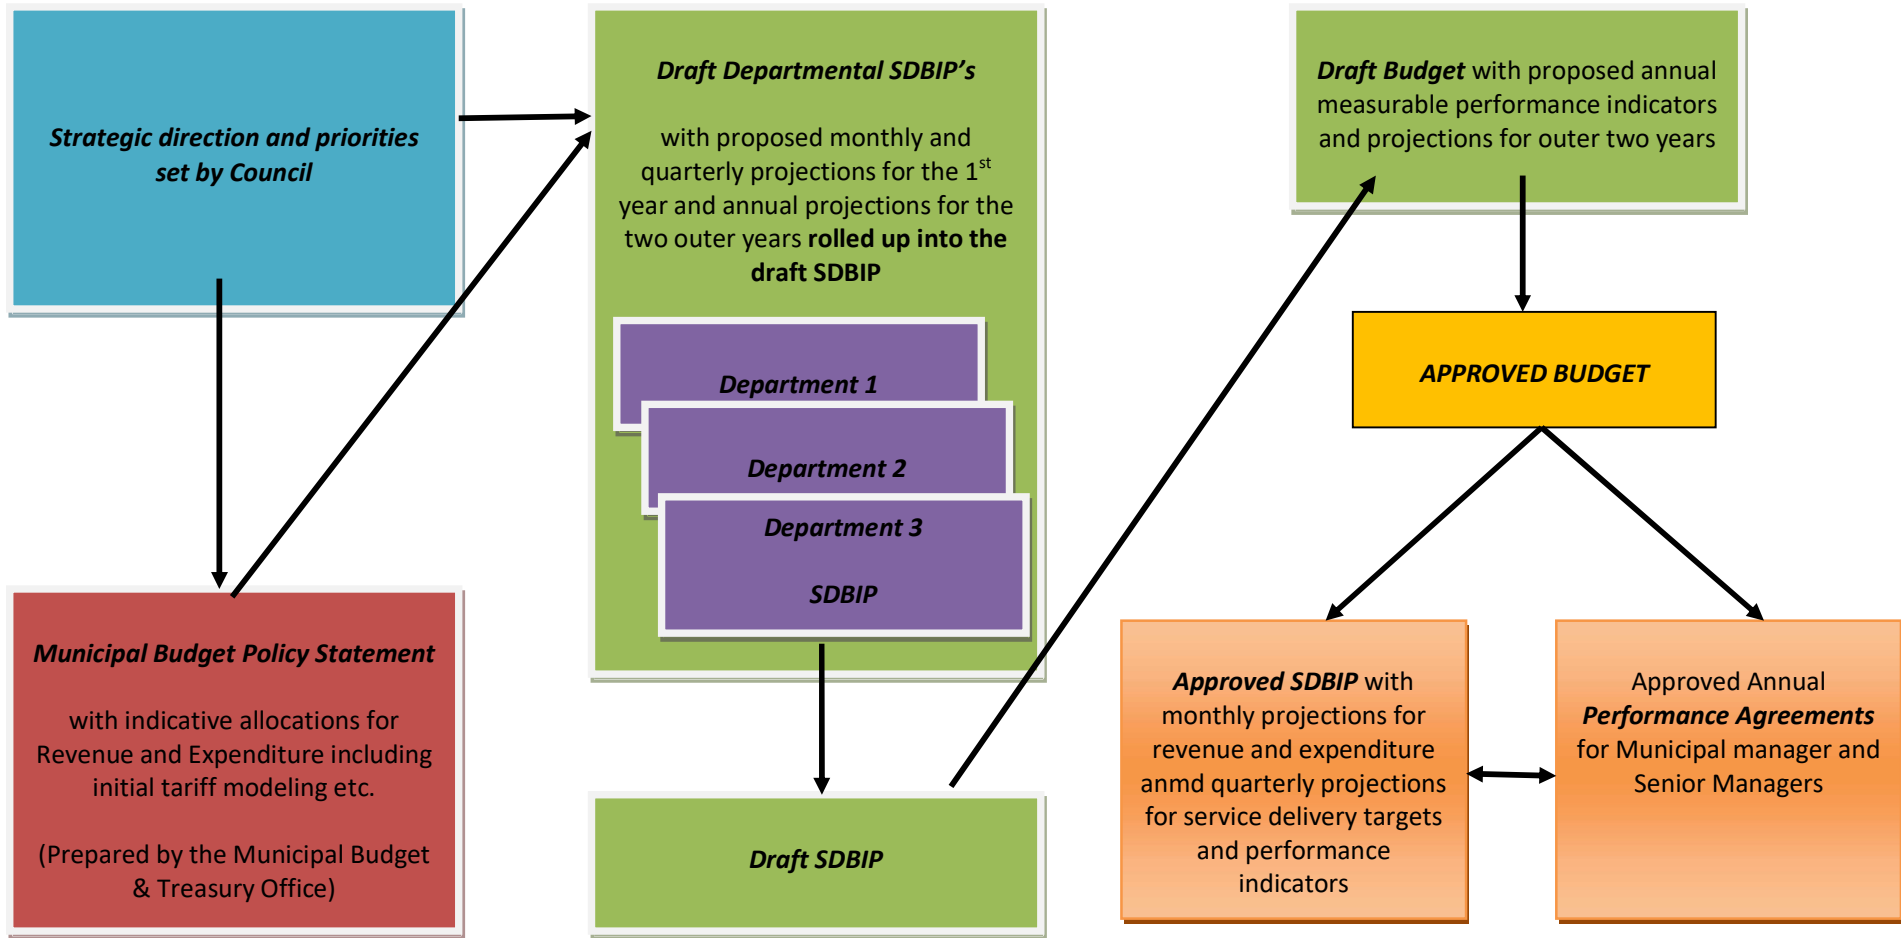 Strategic direction and priorities
set by Council
Municipal Budget Policy Statement
with indicative allocations for
Revenue and Expenditure including
initial tariff modeling etc.
(Prepared by the Municipal Budget
& Treasury Office)
Draft Departmental SDBIP’s
with proposed monthly and
quarterly projections for the 1st
year and annual projections for the
two outer years rolled up into the
draft SDBIP
Department 1
Department 2
Department 3
SDBIP
Draft SDBIP
Draft Budget with proposed annual
measurable performance indicators
and projections for outer two years
APPROVED BUDGET
Approved SDBIP with
monthly projections for
revenue and expenditure
anmd quarterly projections
for service delivery targets
and performance
indicators
Approved Annual
Performance Agreements
for Municipal manager and
Senior Managers